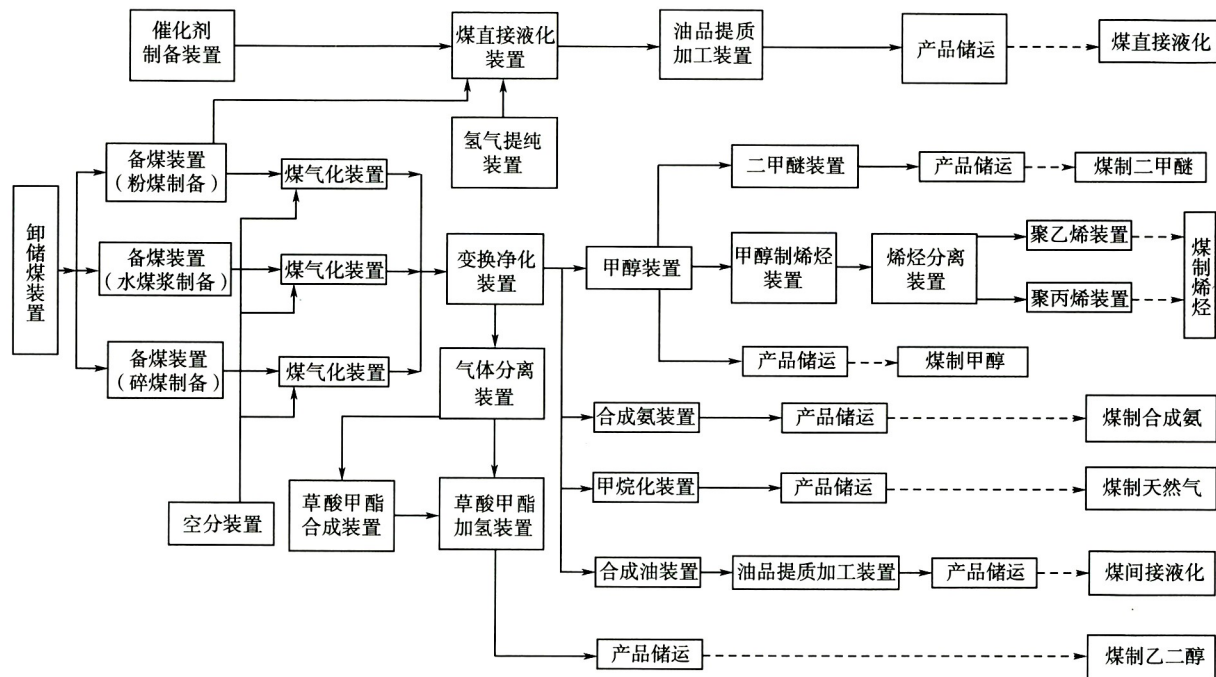 催化剂
制备装置
煤直接液化
装置
油品提质
加工装置
产品储运
煤直接液化
氢气提纯
装置
卸储煤装置
备煤装置
（粉煤制备）
煤气化装置
备煤装置
（水煤浆制备）
煤气化装置
备煤装置
（碎煤制备）
煤气化装置
空分装置
变换净化
装置
气体分离
装置
草酸甲酯
合成装置
草酸甲酯
加氢装置
甲醇装置
二甲醚装置
产品储运
煤制二甲醚
甲醇制烯烃
装置
烯烃分离
装置
聚乙烯装置
聚丙烯装置
煤制烯烃
产品储运
煤制甲醇
合成氨装置
产品储运
煤制合成氨
甲烷化装置
产品储运
煤制天然气
合成油装置
油品提质加工装置
产品储运
煤间接液化
产品储运
煤制乙二醇